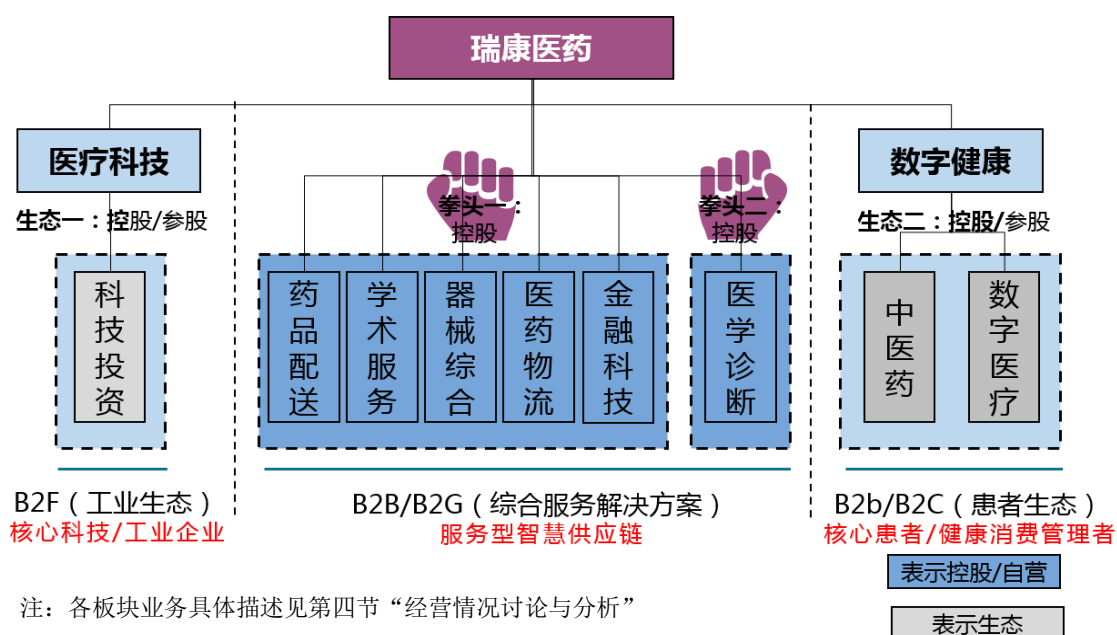 瑞康医药
医疗科技
数字健康
生态一：控股/参股
拳头一：
控股
拳头二：
控股
生态二：控股/参股
科技投资
药品配送
学术服务
器械综合
医药物流
金融科技
医学诊断
中医药
数字医疗
B2F（工业生态）
核心科技/工业企业
B2B/B2G（综合服务解决方案）
服务型智慧供应链
B2b/B2C（患者生态）
核心患者/健康消费管理者
表示控股/自营
注：各板块业务具体描述见第四节“经营情况讨论与分析”
表示生态